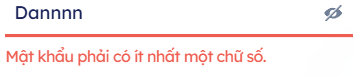 Dannnn
Mật khẩu phải có ít nhất một chữ số.